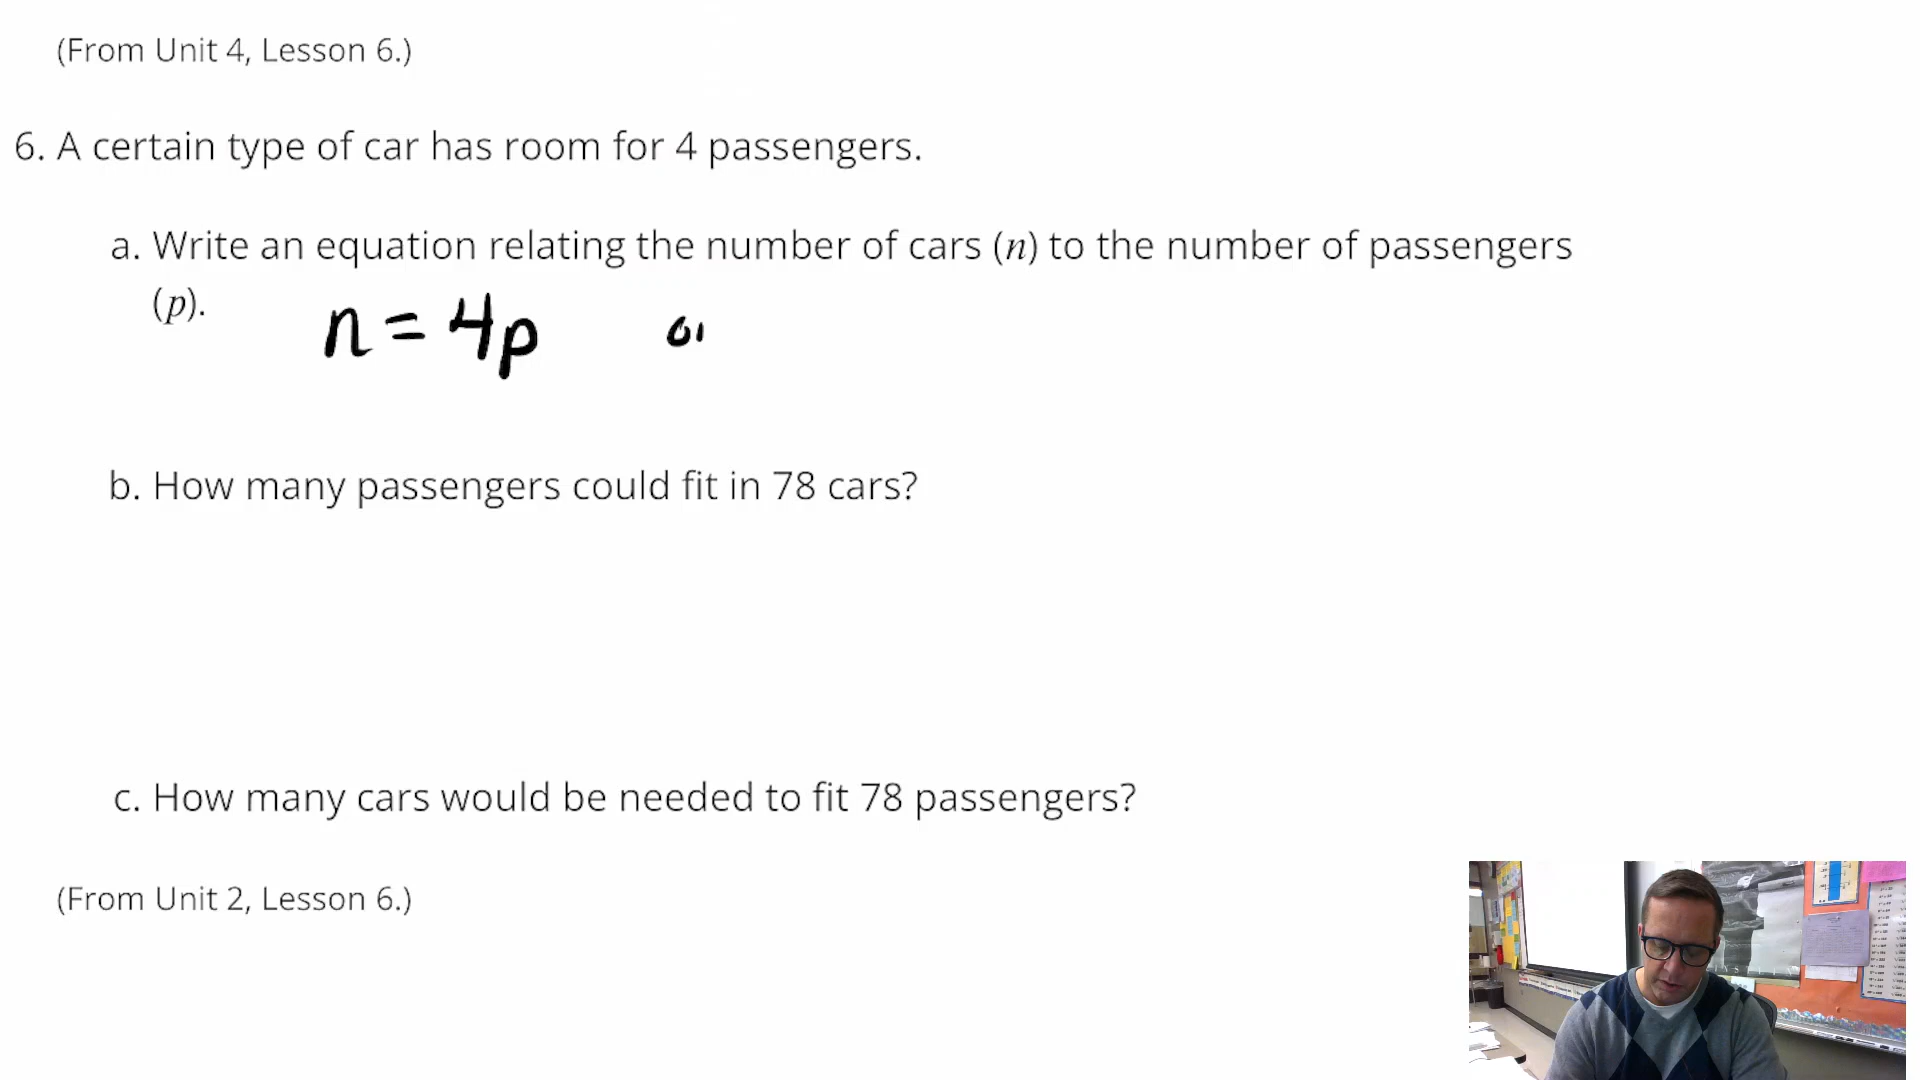 (From Unit 4, Lesson 6.)
6. A certain type of car has room for 4 passengers.
a. Write an equation relating the number of cars (n) to the number of passengers
(p).
n = 4p
b. How many passengers could fit in 78 cars?
c. How many cars would be needed to fit 78 passengers?
(From Unit 2, Lesson 6.)